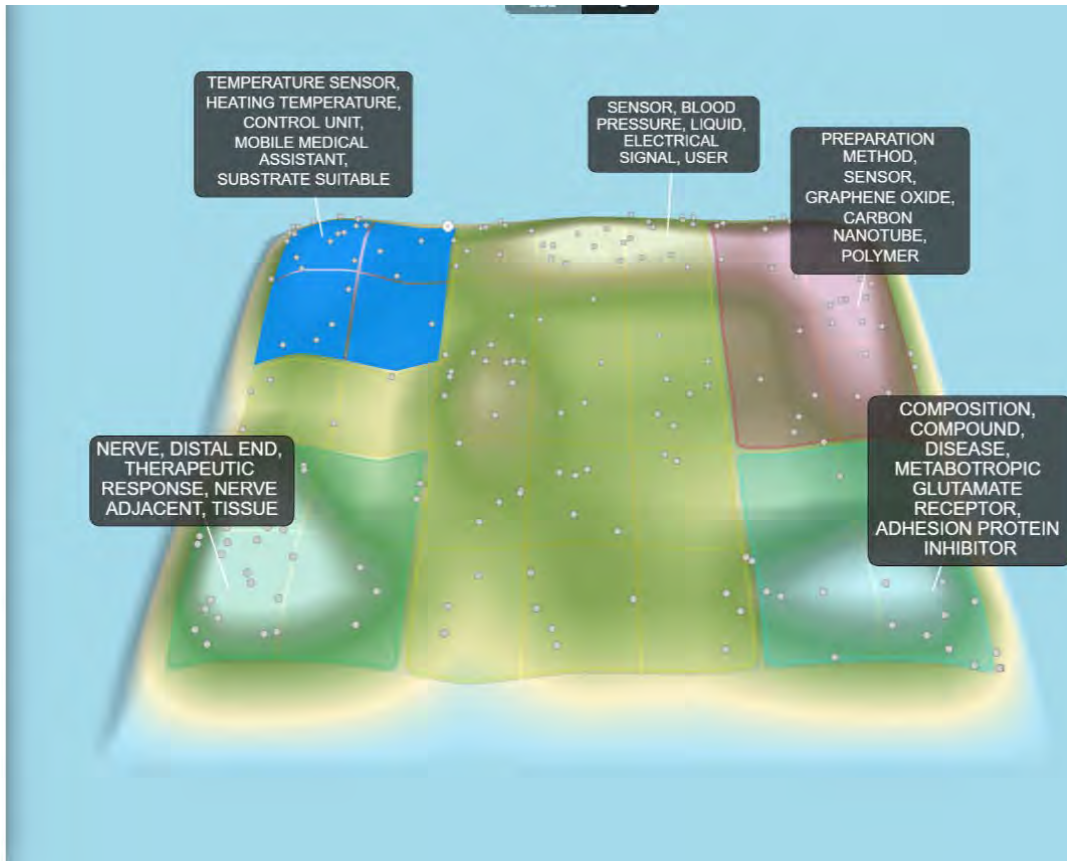 TEMPERATURE SENSOR,
HEATING TEMPERATURE,
CONTROL UNIT,
MOBILE MEDICAL
ASSISTANT,
SUBSTRATE SUITABLE
SENSOR, BLOOD
PRESSURE, LIQUID,
ELECTRICAL
SIGNAL, USER
PREPARATION
METHOD,
SENSOR,
GRAPHENE OXIDE,
CARBON
NANOTUBE,
POLYMER
NERVE, DISTAL END,
THERAPEUTIC
RESPONSE, NERVE
ADJACENT, TISSUE
COMPOSITION,
COMPOUND,
DISEASE,
METABOTROPIC
GLUTAMATE
RECEPTOR,
ADHESION PROTEIN
INHIBITOR